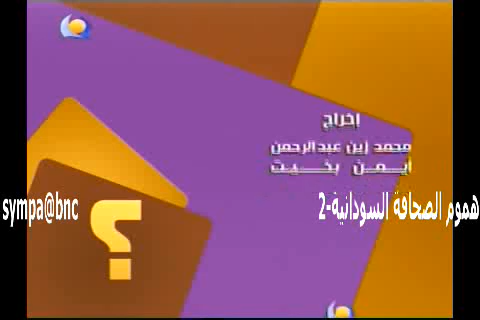 إخراج
محمد زين عبدالرحمن
أيمن بخيت
sympa@bnc
هموم الصحافة السودانية-2
؟